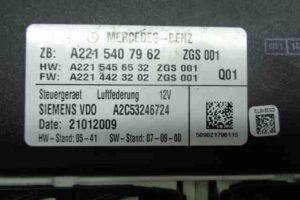 MERCEDES-BENZ
ZB: A221 540 79 62 ZGS 001
HW: A221 545 65 32 ZGS 001
FW: A221 442 32 02 ZGS 001 Q01
Steuergeraet Luftfederung 12V
SIEMENS VDO A2C53246724
Date: 21012009
HW-Stand: 05-41 SW-Stand: 07-09-00